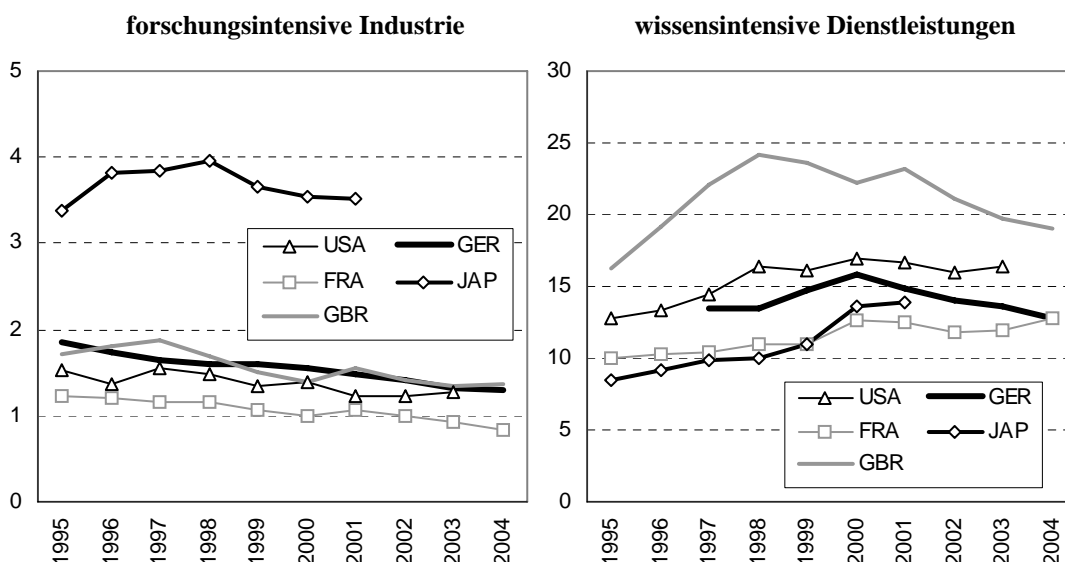 forschungsintensive Industrie
5
4
3
2
1
0
USA GER
FRA JAP
GBR
1995 1996 1997 1998 1999 2000 2001 2002 2003 2004
wissensintensive Dienstleistungen
30
25
20
15
10
5
0
USA GER
FRA JAP
GBR
1995 1996 1997 1998 1999 2000 2001 2002 2003 2004